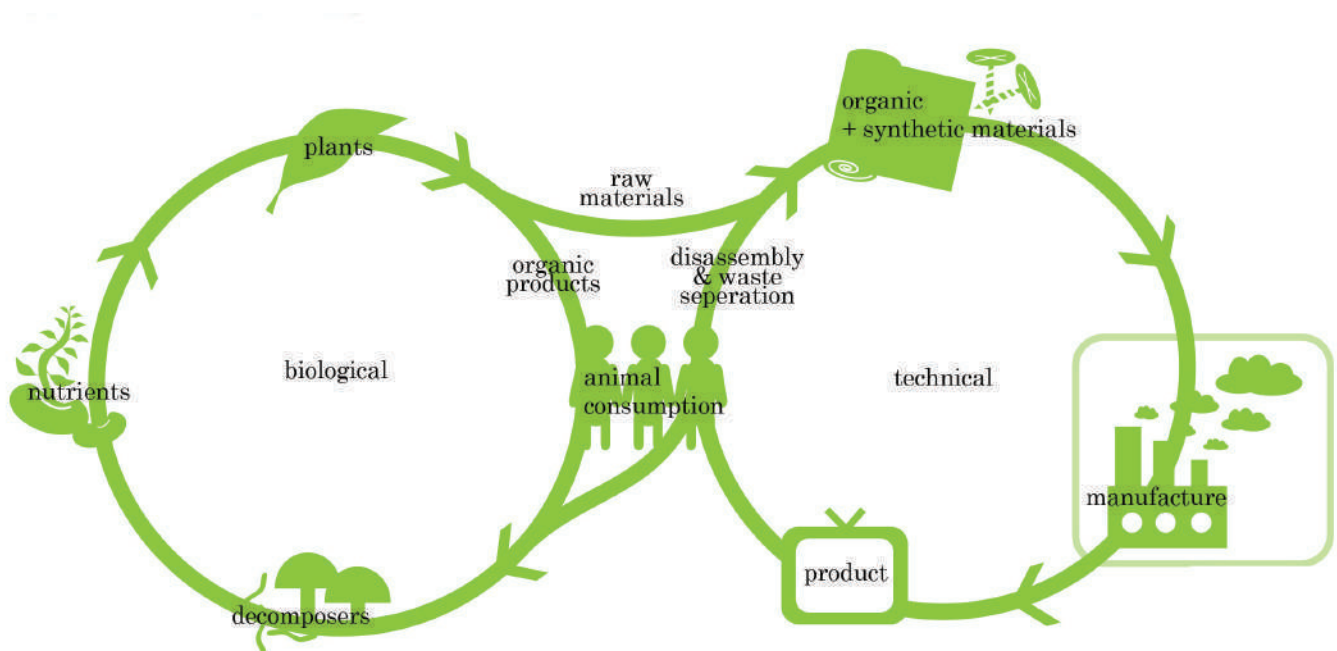 organic
+ synthetic materials
plants
raw
materials
organic
products
disassembly
& waste
seperation
biological
animal
consumption
technical
nutrients
manufacture
product
decomposers